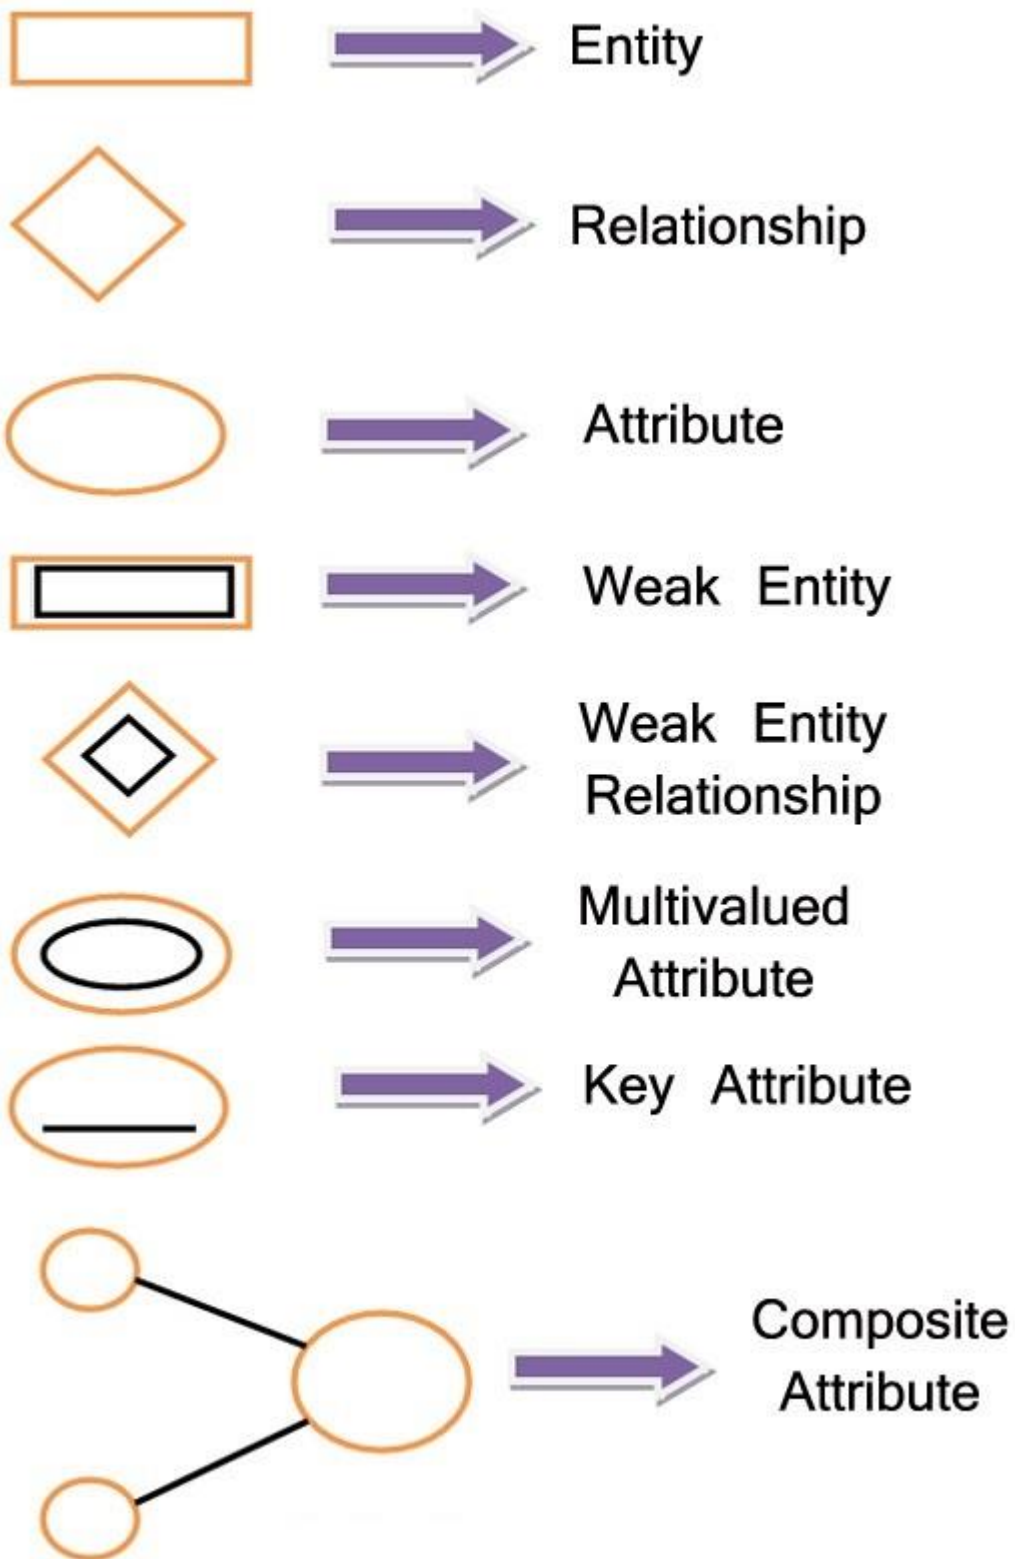 Entity
Relationship
Attribute
Weak Entity
Weak Entity
Relationship
Multivalued
Attribute
Key Attribute
Composite
Attribute